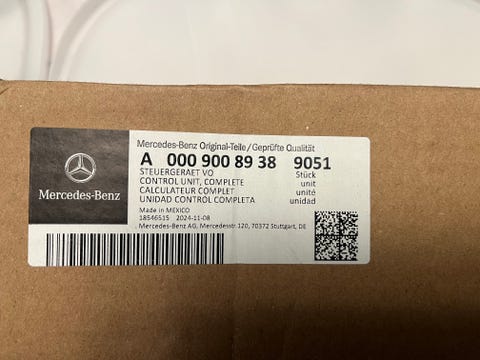 Mercedes-Benz
Mercedes-Benz Original-Teile/Geprüfte Qualität
A 000 900 89 38 9051
STEUERGERAET VO Stück
CONTROL UNIT, COMPLETE unit
CALCULATEUR COMPLET unité
UNIDAD CONTROL COMPLETA unidad
Made in MEXICO
18546515 2024-11-08
, Mercedes-Benz AG, Mercedesstr. 120, 70372 Stuttgart, DE